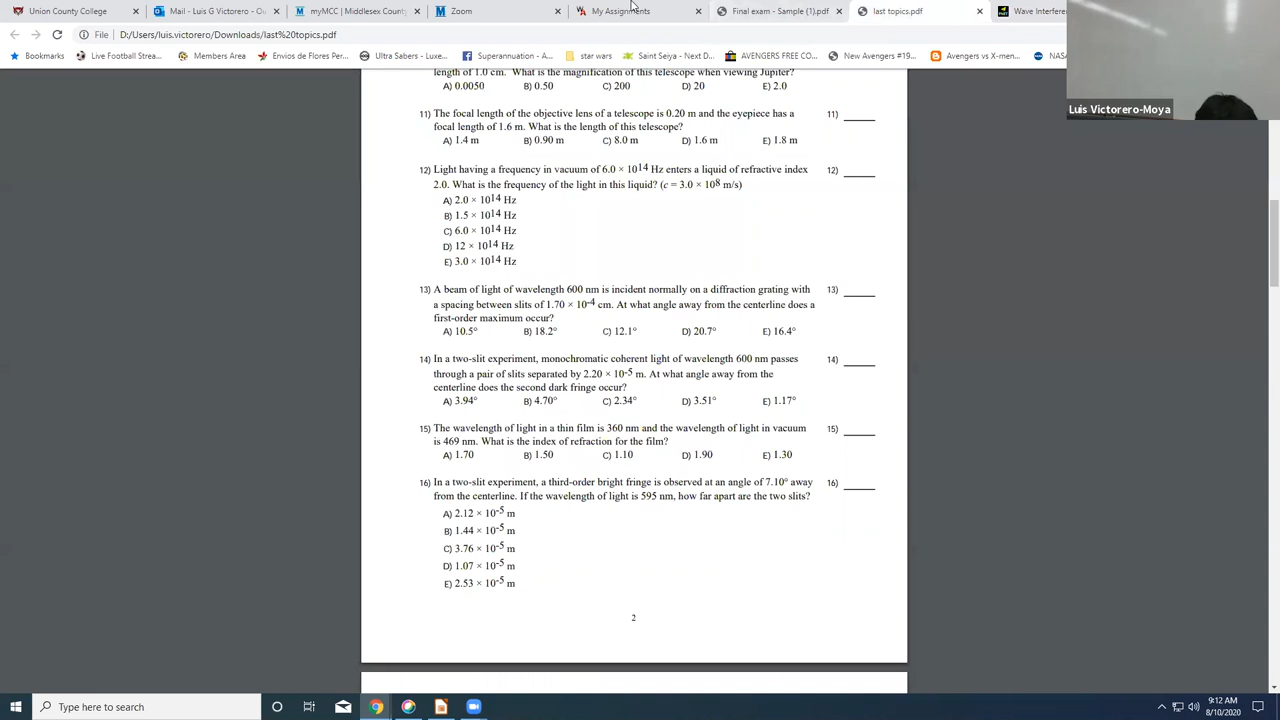 Union County College
Mail - Luis G Victorero - Ou
myMCC | Middlesex County
Zoom
My Assignments
Final exam - Sample (1).pdf
last topics.pdf
Wave Interfere
File
D:/Users/luis.victorero/Downloads/last%20topics.pdf
Bookmarks
Live Football Strea...
Envios de Flores Per...
Ultra Sabers - Luxe...
Superannuation - A...
star wars
Saint Seiya - Next D...
AVENGERS FREE CO...
New Avengers #19...
Avengers vs X-men...
NASA
Luis Victorero-Moya
length of 1.0 cm. What is the magnification of this telescope when viewing Jupiter?
A) 0.0050 B) 0.50 C) 200 D) 20 E) 2.0
11) The focal length of the objective lens of a telescope is 0.20 m and the eyepiece has a 11)
focal length of 1.6 m. What is the length of this telescope?
A) 1.4 m B) 0.90 m C) 8.0 m D) 1.6 m E) 1.8 m
12) Light having a frequency in vacuum of 6.0 × 10¹⁴ Hz enters a liquid of refractive index 12)
2.0. What is the frequency of the light in this liquid? (c = 3.0 × 10⁸ m/s)
A) 2.0 × 10¹⁴ Hz
B) 1.5 × 10¹⁴ Hz
C) 6.0 × 10¹⁴ Hz
D) 12 × 10¹⁴ Hz
E) 3.0 × 10¹⁴ Hz
13) A beam of light of wavelength 600 nm is incident normally on a diffraction grating with 13)
a spacing between slits of 1.70 × 10⁻⁴ cm. At what angle away from the centerline does a
first-order maximum occur?
A) 10.5° B) 18.2° C) 12.1° D) 20.7° E) 16.4°
14) In a two-slit experiment, monochromatic coherent light of wavelength 600 nm passes 14)
through a pair of slits separated by 2.20 × 10⁻⁵ m. At what angle away from the
centerline does the second dark fringe occur?
A) 3.94° B) 4.70° C) 2.34° D) 3.51° E) 1.17°
15) The wavelength of light in a thin film is 360 nm and the wavelength of light in vacuum 15)
is 469 nm. What is the index of refraction for the film?
A) 1.70 B) 1.50 C) 1.10 D) 1.90 E) 1.30
16) In a two-slit experiment, a third-order bright fringe is observed at an angle of 7.10° away 16)
from the centerline. If the wavelength of light is 595 nm, how far apart are the two slits?
A) 2.12 × 10⁻⁵ m
B) 1.44 × 10⁻⁵ m
C) 3.76 × 10⁻⁵ m
D) 1.07 × 10⁻⁵ m
E) 2.53 × 10⁻⁵ m
2
Type here to search
9:12 AM
8/10/2020